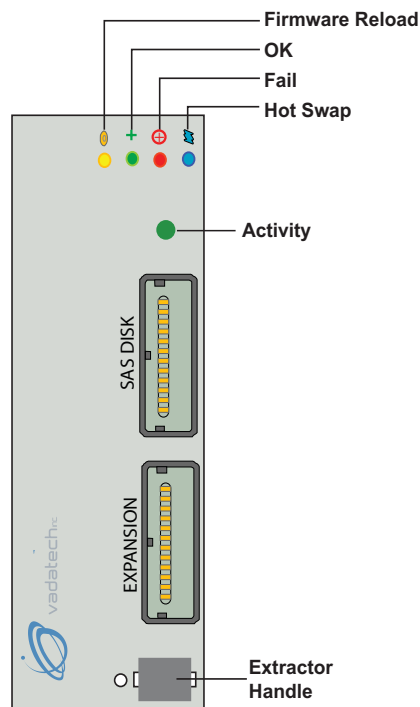 Firmware Reload
OK
Fail
Hot Swap
Activity
SAS DISK
EXPANSION
vadatech
Extractor
Handle